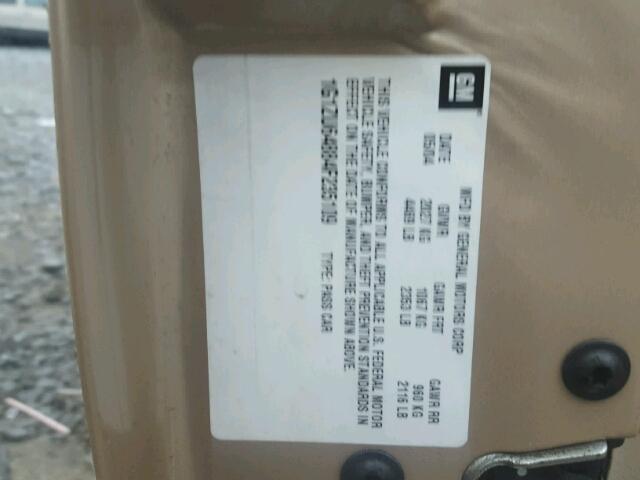 GM
MFD BY GENERAL MOTORS CORP
DATE GVWR GAWR FRT GAWR RR
05/04 2027 KG 1067 KG 960 KG
4469 LB 2353 LB 2116 LB
THIS VEHICLE CONFORMS TO ALL APPLICABLE U.S. FEDERAL MOTOR
VEHICLE SAFETY, BUMPER, AND THEFT PREVENTION STANDARDS IN
EFFECT ON THE DATE OF MANUFACTURE SHOWN ABOVE.
1G1ZU64884F235109 TYPE: PASS CAR